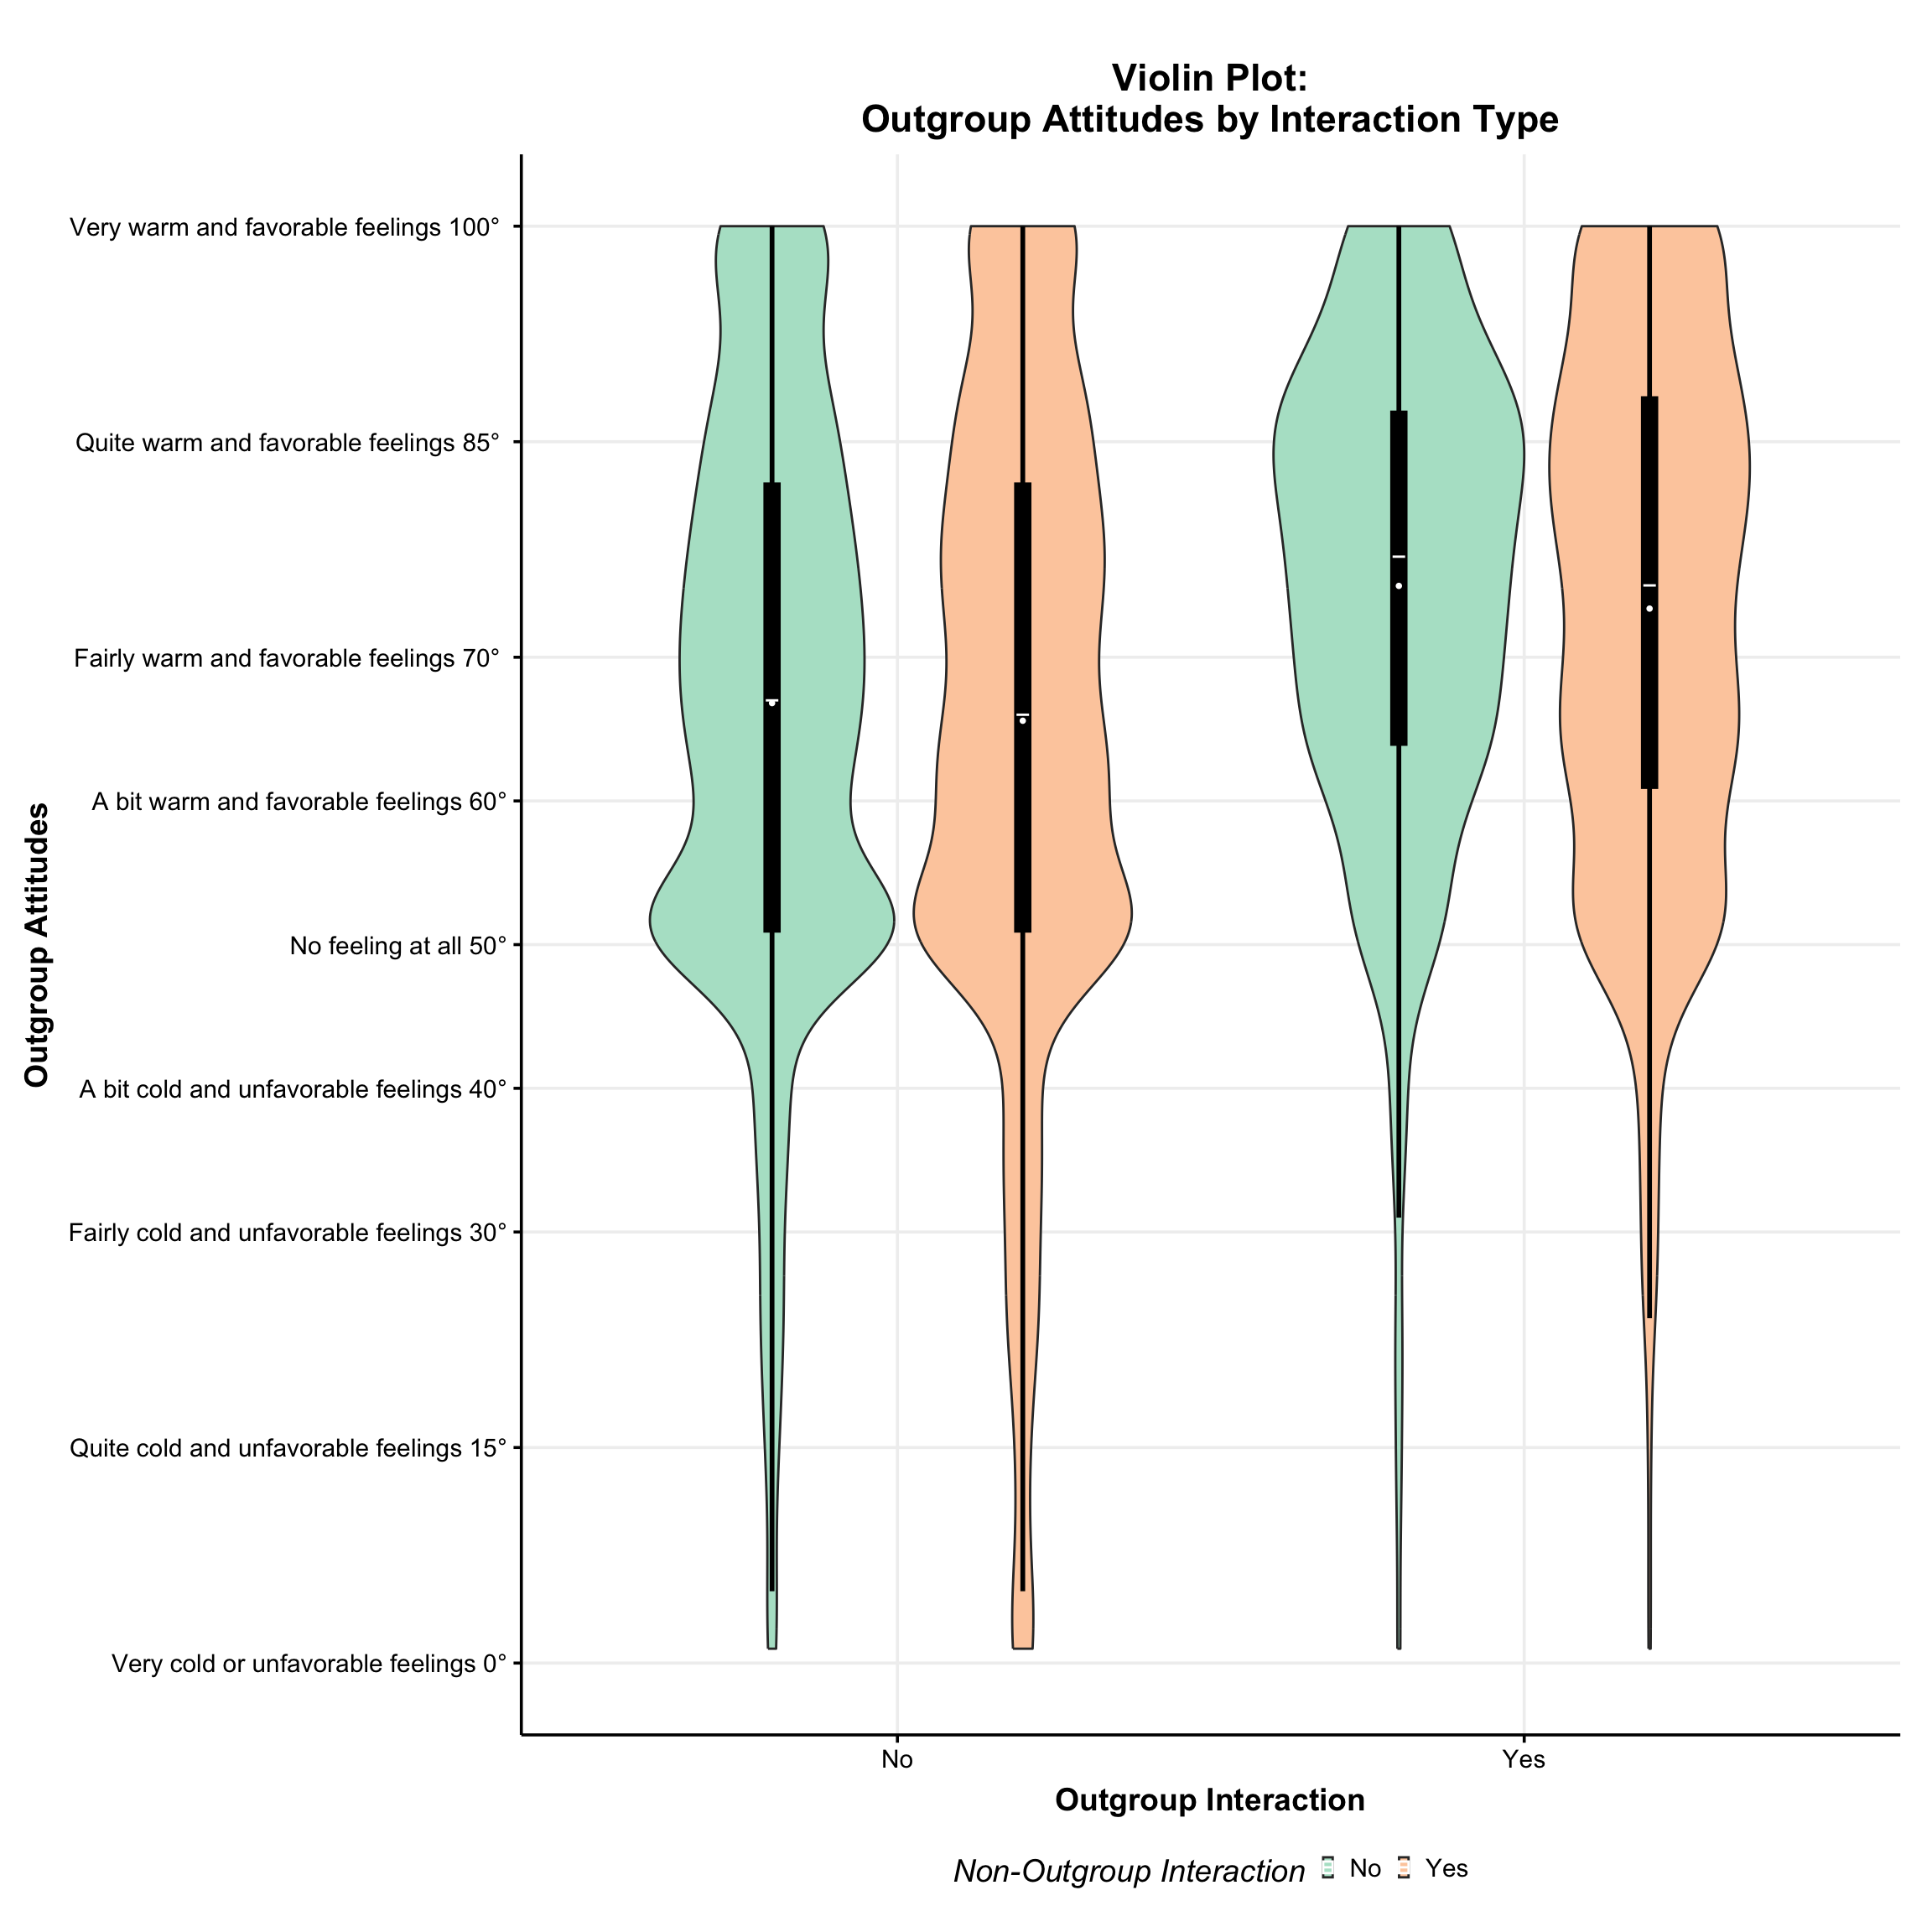 Violin Plot:
Outgroup Attitudes by Interaction Type
Outgroup Attitudes
Very warm and favorable feelings 100°
Quite warm and favorable feelings 85°
Fairly warm and favorable feelings 70°
A bit warm and favorable feelings 60°
No feeling at all 50°
A bit cold and unfavorable feelings 40°
Fairly cold and unfavorable feelings 30°
Quite cold and unfavorable feelings 15°
Very cold or unfavorable feelings 0°
No Yes
Outgroup Interaction
Non-Outgroup Interaction No Yes